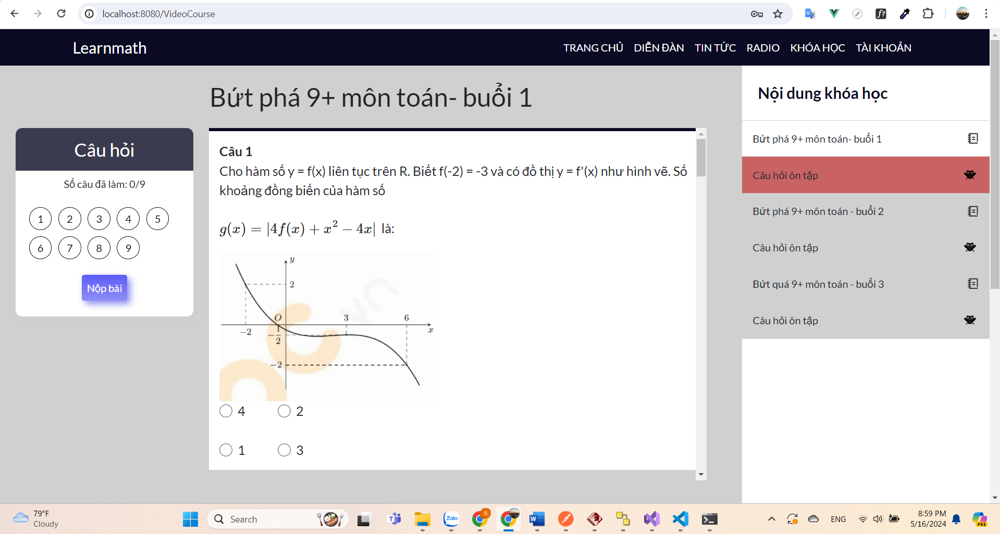 localhost:8080/VideoCourse
Learnmath
TRANG CHỦ DIỄN ĐÀN TIN TỨC RADIO KHÓA HỌC TÀI KHOẢN
Bứt phá 9+ môn toán- buổi 1
Câu hỏi
Số câu đã làm: 0/9
1 2 3 4 5
6 7 8 9
Nộp bài
Câu 1
Cho hàm số y = f(x) liên tục trên R. Biết f(-2) = -3 và có đồ thị y = f'(x) như hình vẽ. Số
khoảng đồng biến của hàm số
g(x) = |4f(x) + x² − 4x| là:
y
2
O 3 6
−2 x
−1/2
−2
.vn
4 2
1 3
Nội dung khóa học
Bứt phá 9+ môn toán- buổi 1
Câu hỏi ôn tập
Bứt phá 9+ môn toán - buổi 2
Câu hỏi ôn tập
Bứt quá 9+ môn toán - buổi 3
Câu hỏi ôn tập
79°F
Cloudy
Search
Zalo
S
ENG
8:59 PM
5/16/2024
PRE